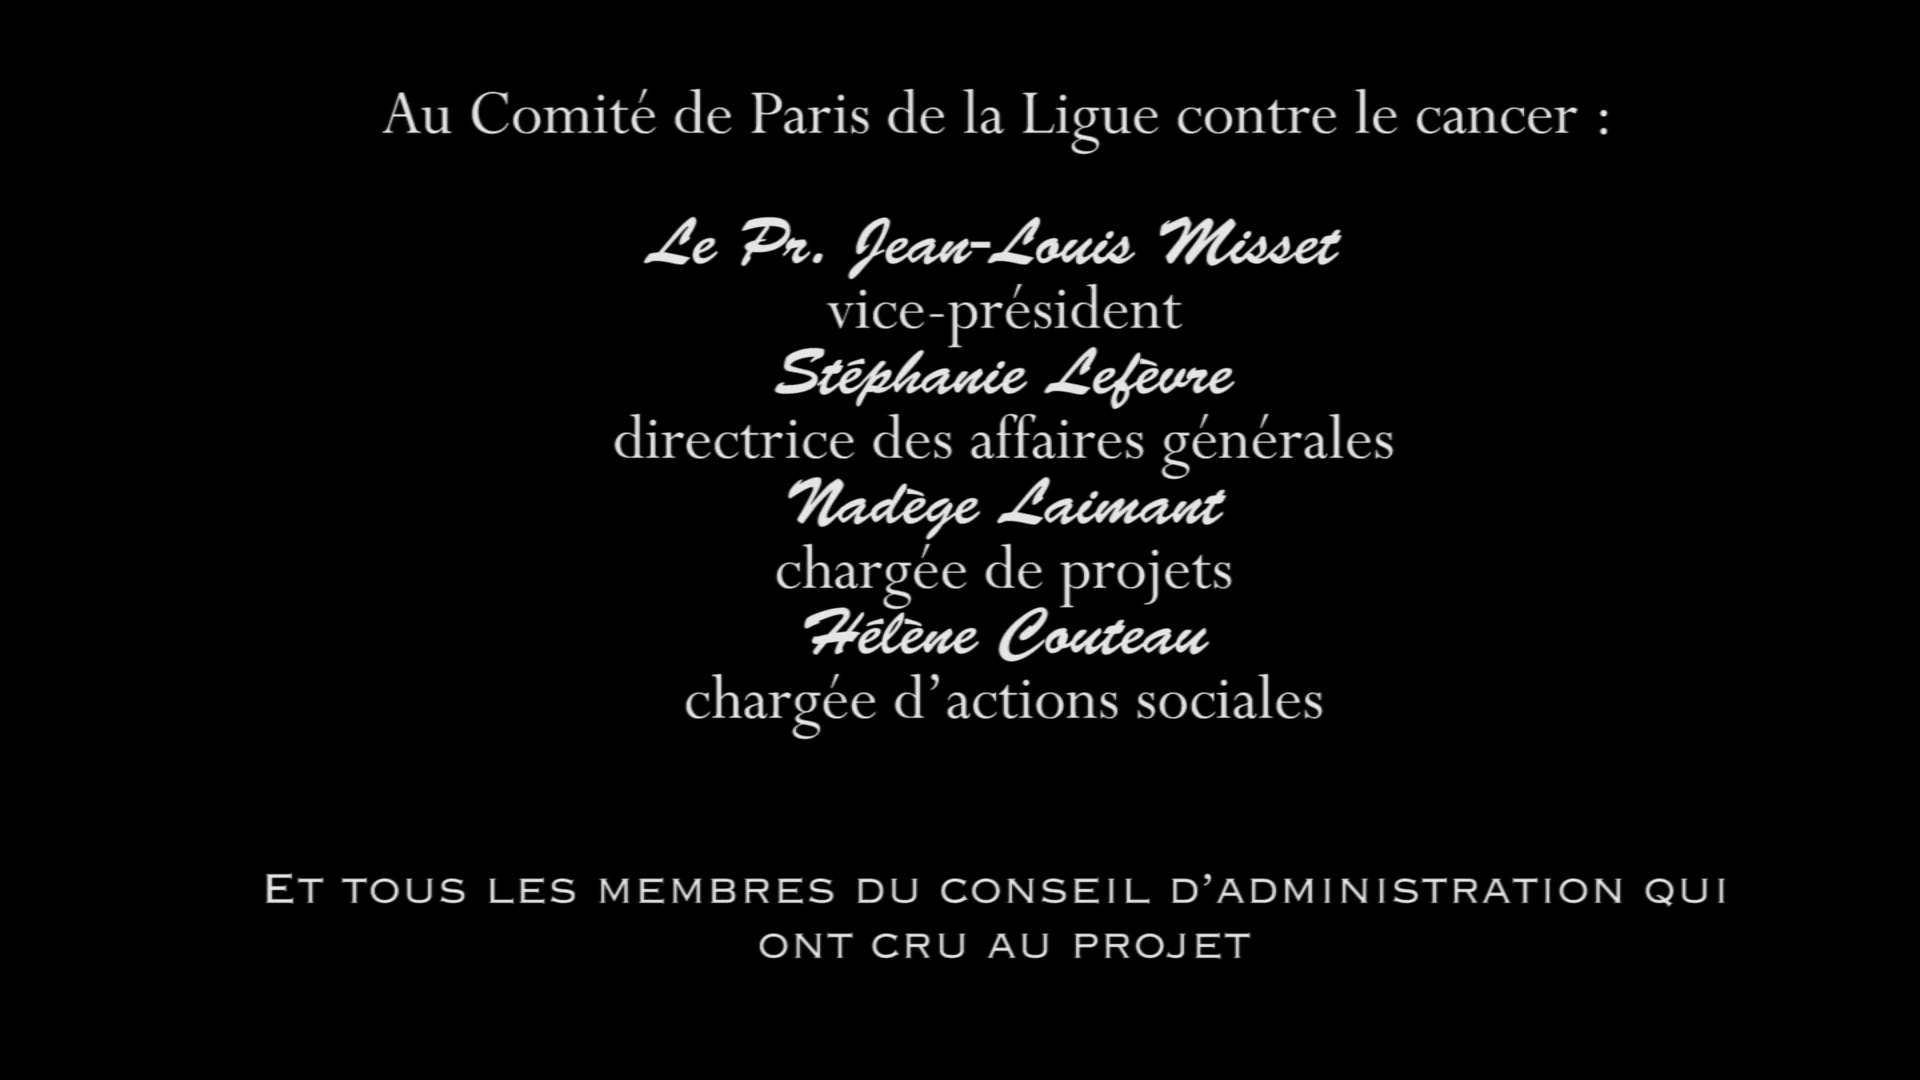 Au Comité de Paris de la Ligue contre le cancer :
Le Pr. Jean-Louis Misset
vice-président
Stéphanie Lefèvre
directrice des affaires générales
Nadège Laimant
chargée de projets
Hélène Couteau
chargée d’actions sociales
ET TOUS LES MEMBRES DU CONSEIL D’ADMINISTRATION QUI
ONT CRU AU PROJET